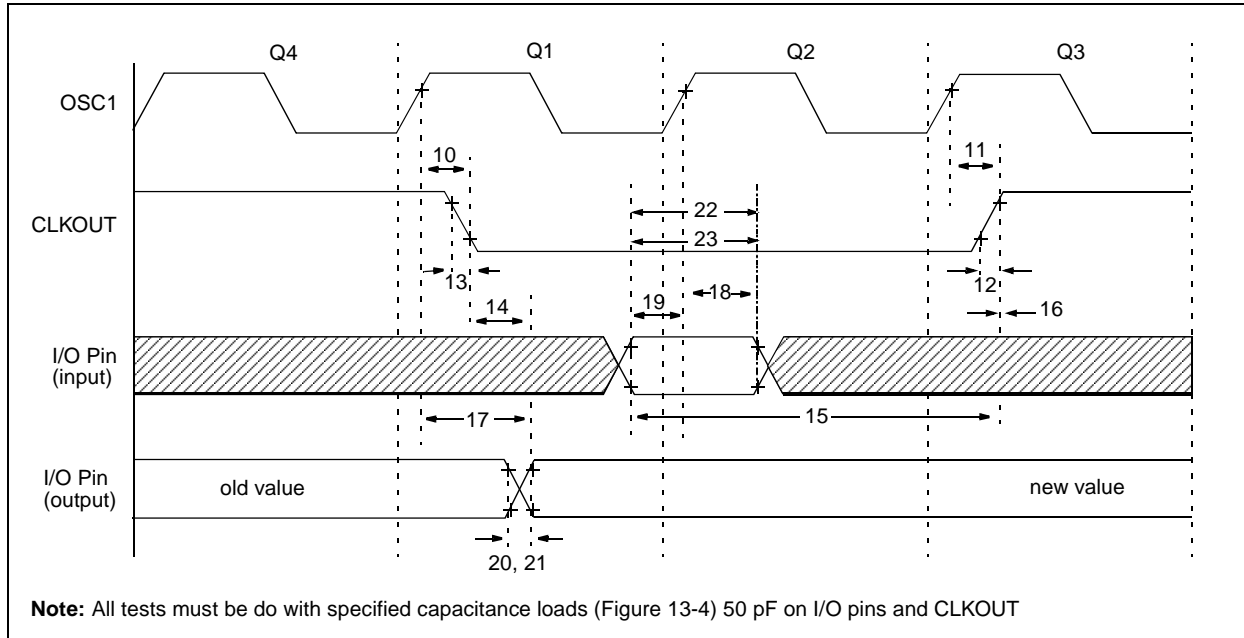 Q4 Q1 Q2 Q3
OSC1
10 11
22
CLKOUT
23
13 12
18
14 19 16
I/O Pin
(input)
17 15
I/O Pin
(output)
old value new value
20, 21
Note: All tests must be do with specified capacitance loads (Figure 13-4) 50 pF on I/O pins and CLKOUT